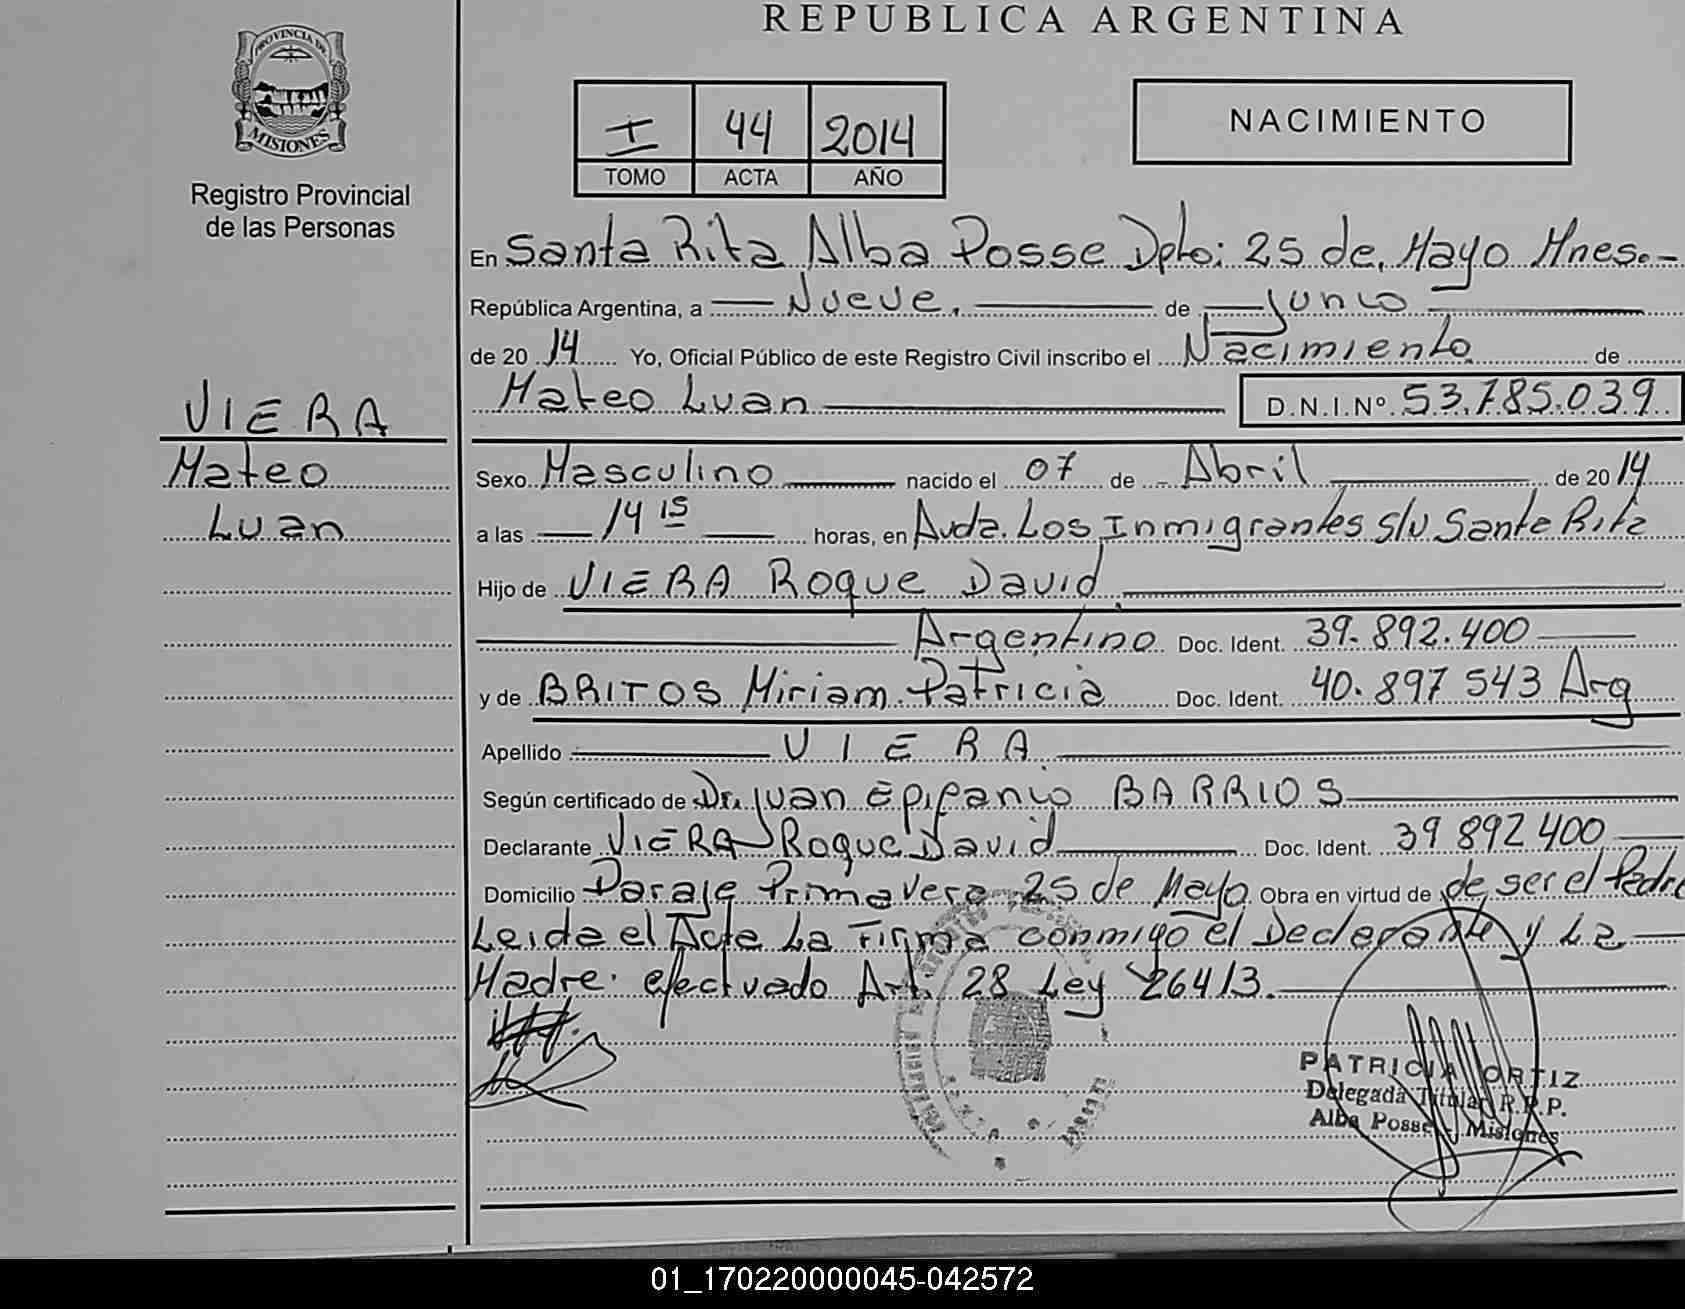 REPUBLICA ARGENTINA
PROVINCIA DE
MISIONES
Registro Provincial
de las Personas
I 44 2014
TOMO ACTA AÑO
NACIMIENTO
En Santa Rita Alba Posse Dpto: 25 de Mayo Mnes.-
República Argentina, a Nueve. de Junio
de 20 14 Yo, Oficial Público de este Registro Civil inscribo el Nacimiento de
Mateo Luan D.N.I.Nº 53.785.039
VIERA
Mateo
Luan
Sexo Masculino nacido el 07 de Abril de 20 14
a las 14 15 horas, en Avda. Los Inmigrantes S/N Santa Rita
Hijo de VIERA Roque David
Argentino Doc. Ident. 39.892.400
y de BRITOS Miriam Patricia Doc. Ident. 40.897 543 Arg
Apellido VIERA
Según certificado de Dr. Juan Epifanio BARRIOS
Declarante VIERA Roque David Doc. Ident. 39 892 400
Domicilio Paraje Primavera 25 de Mayo Obra en virtud de de ser el Padre
Leida el Acta La Firma conmigo el Declarante y La
Madre. efectuado Art: 28 Ley 26413.
PATRICIA ORTIZ
Delegada Titular R.P.P.
Alba Posse - Misiones
01_170220000045-042572